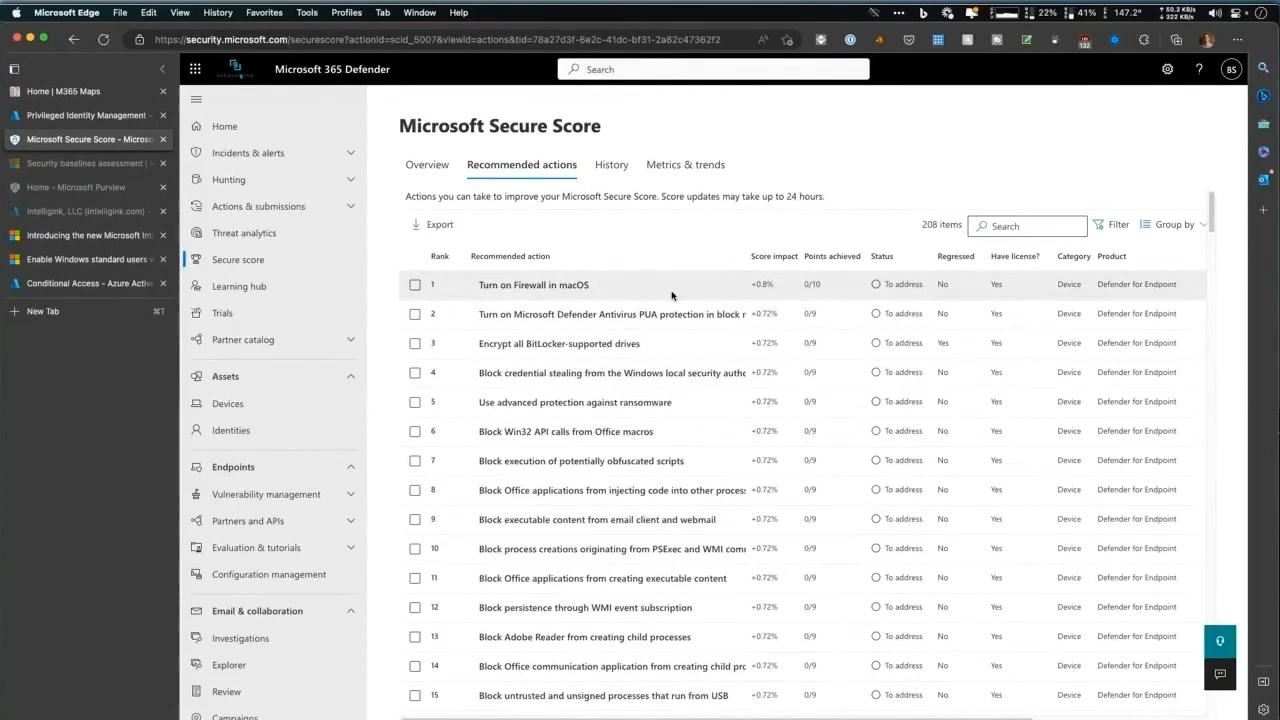 Microsoft Edge File Edit View History Favorites Tools Profiles Tab Window Help 22% 41% 147.2° ↑ 50.3 KB/s
↓ 322 KB/s
https://security.microsoft.com/securescore?actionId=scid_5007&viewid=actions&tid=78a27d3f-6e2c-41dc-bf31-2a82c47362f2
132
Home | M365 Maps
Privileged Identity Management -
Microsoft Secure Score - Micros
Security baselines assessment |
Home - Microsoft Purview
Intelligink, LLC (intelligink.com) -
Introducing the new Microsoft Int
Enable Windows standard users
Conditional Access - Azure Activ
New Tab ⌘T
Microsoft 365 Defender
Search
? BS
Home
Incidents & alerts
Hunting
Actions & submissions
Threat analytics
Secure score
Learning hub
Trials
Partner catalog
Assets
Devices
Identities
Endpoints
Vulnerability management
Partners and APIs
Evaluation & tutorials
Configuration management
Email & collaboration
Investigations
Explorer
Review
Campaigns
Microsoft Secure Score
Overview Recommended actions History Metrics & trends
Actions you can take to improve your Microsoft Secure Score. Score updates may take up to 24 hours.
Export 208 items Search Filter Group by
Rank Recommended action Score impact Points achieved Status Regressed Have license? Category Product
1 Turn on Firewall in macOS +0.8% 0/10 To address No Yes Device Defender for Endpoint
2 Turn on Microsoft Defender Antivirus PUA protection in block +0.72% 0/9 To address No Yes Device Defender for Endpoint
3 Encrypt all BitLocker-supported drives +0.72% 0/9 To address Yes Yes Device Defender for Endpoint
4 Block credential stealing from the Windows local security autho +0.72% 0/9 To address No Yes Device Defender for Endpoint
5 Use advanced protection against ransomware +0.72% 0/9 To address No Yes Device Defender for Endpoint
6 Block Win32 API calls from Office macros +0.72% 0/9 To address No Yes Device Defender for Endpoint
7 Block execution of potentially obfuscated scripts +0.72% 0/9 To address No Yes Device Defender for Endpoint
8 Block Office applications from injecting code into other process +0.72% 0/9 To address No Yes Device Defender for Endpoint
9 Block executable content from email client and webmail +0.72% 0/9 To address No Yes Device Defender for Endpoint
10 Block process creations originating from PSExec and WMI com +0.72% 0/9 To address No Yes Device Defender for Endpoint
11 Block Office applications from creating executable content +0.72% 0/9 To address No Yes Device Defender for Endpoint
12 Block persistence through WMI event subscription +0.72% 0/9 To address No Yes Device Defender for Endpoint
13 Block Adobe Reader from creating child processes +0.72% 0/9 To address No Yes Device Defender for Endpoint
14 Block Office communication application from creating child prc +0.72% 0/9 To address No Yes Device Defender for Endpoint
15 Block untrusted and unsigned processes that run from USB +0.72% 0/9 To address No Yes Device Defender for Endpoint